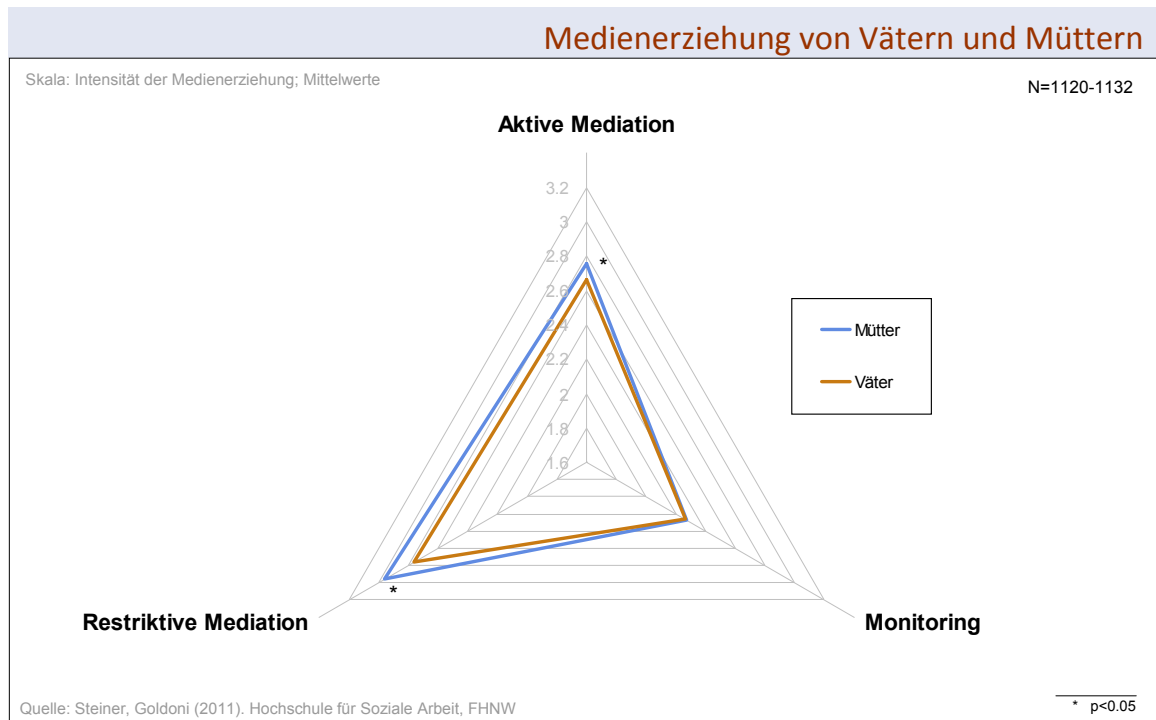 Medienerziehung von Vätern und Müttern
Skala: Intensität der Medienerziehung; Mittelwerte
N=1120-1132
Aktive Mediation
3.2
3
2.8
*
2.6
2.4
2.2
2
1.8
1.6
Mütter
Väter
*
Restriktive Mediation
Monitoring
Quelle: Steiner, Goldoni (2011). Hochschule für Soziale Arbeit, FHNW
* p<0.05